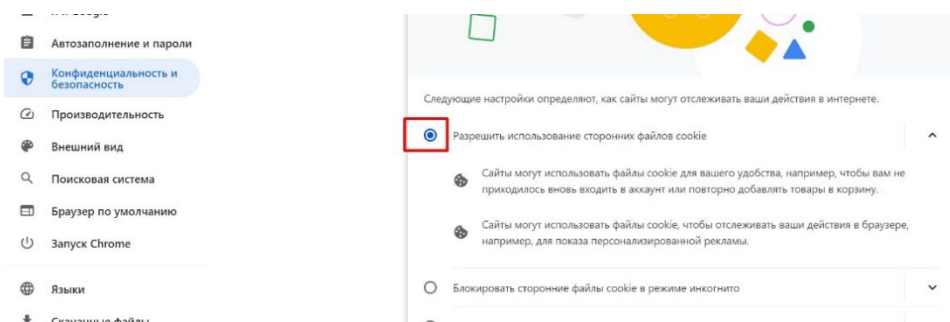 Автозаполнение и пароли
Конфиденциальность и
безопасность
Производительность
Внешний вид
Поисковая система
Браузер по умолчанию
Запуск Chrome
Языки
Следующие настройки определяют, как сайты могут отслеживать ваши действия в интернете.
Разрешить использование сторонних файлов cookie
Сайты могут использовать файлы cookie для вашего удобства, например, чтобы вам не
приходилось вновь входить в аккаунт или повторно добавлять товары в корзину.
Сайты могут использовать файлы cookie, чтобы отслеживать ваши действия в браузере,
например, для показа персонализированной рекламы.
Блокировать сторонние файлы cookie в режиме инкогнито